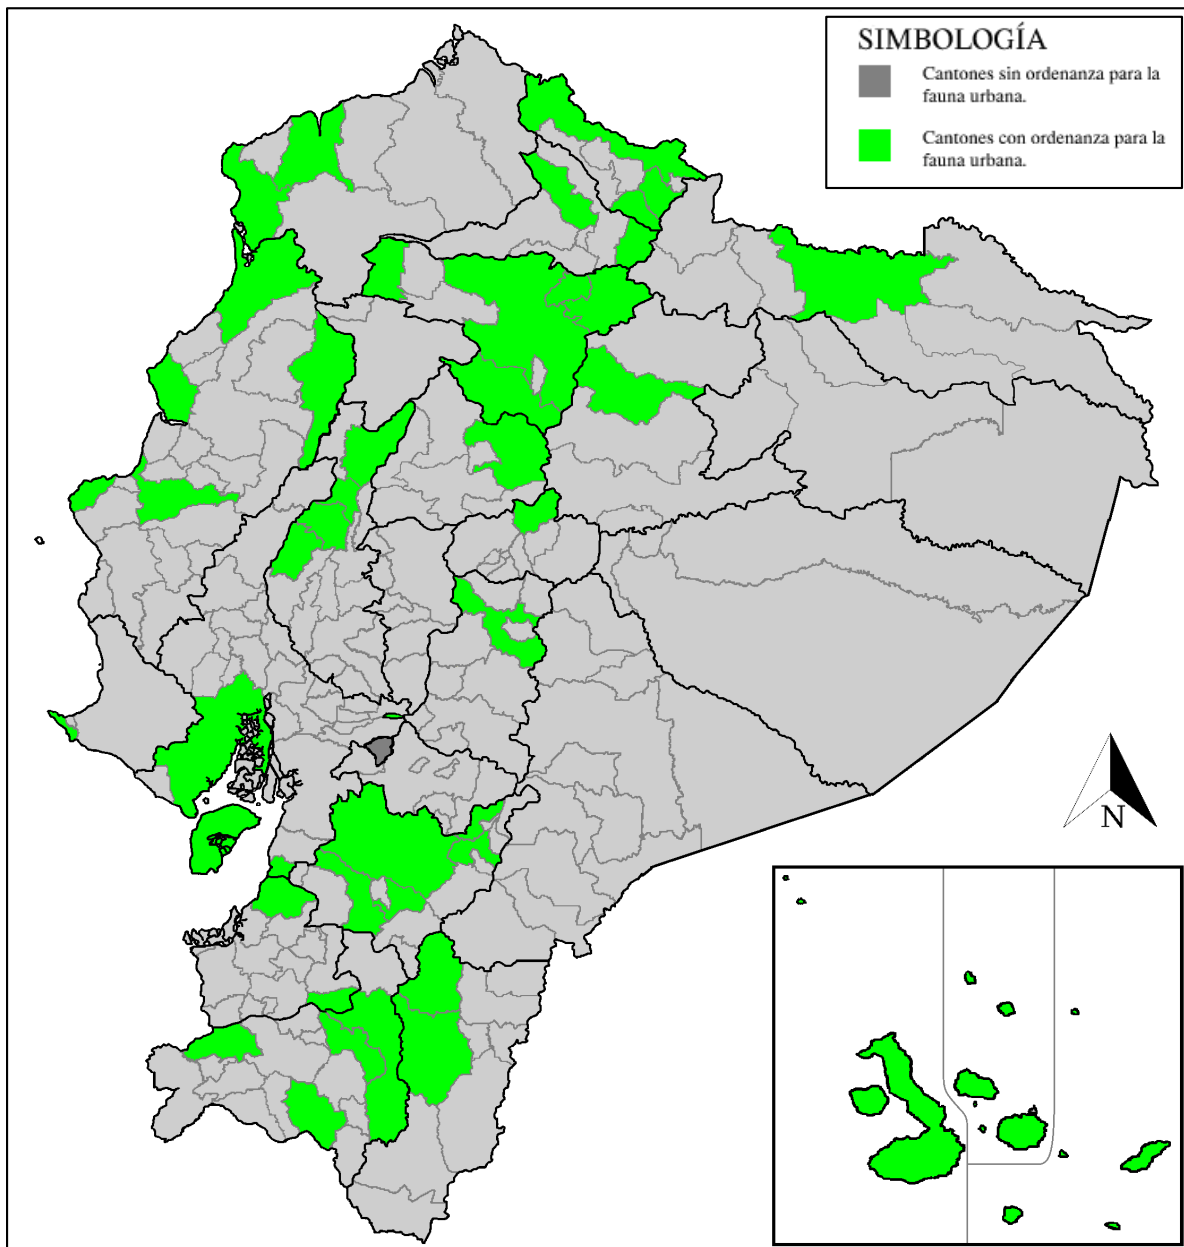 SIMBOLOGÍA
Cantones sin ordenanza para la
fauna urbana.
Cantones con ordenanza para la
fauna urbana.
N